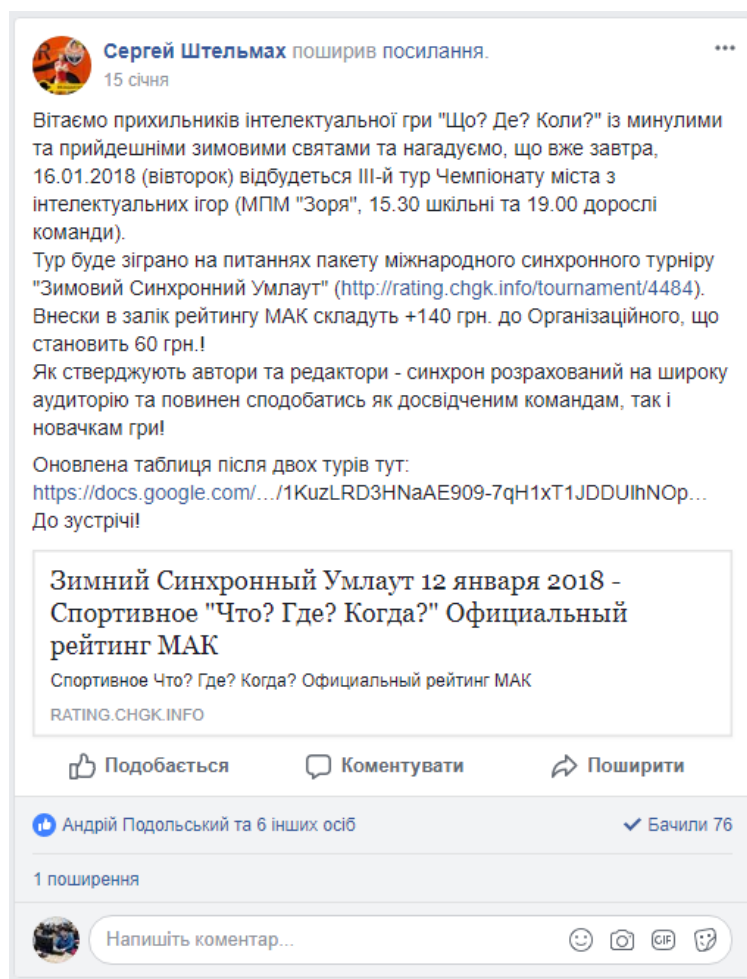 Сергей Штельмах поширив посилання.
15 січня
Вітаємо прихильників інтелектуальної гри "Що? Де? Коли?" із минулими
та прийдешніми зимовими святами та нагадуємо, що вже завтра,
16.01.2018 (вівторок) відбудеться ІІІ-й тур Чемпіонату міста з
інтелектуальних ігор (МПМ "Зоря", 15.30 шкільні та 19.00 дорослі
команди).
Тур буде зіграно на питаннях пакету міжнародного синхронного турніру
"Зимовий Синхронний Умлаут" (http://rating.chgk.info/tournament/4484).
Внески в залік рейтингу МАК складуть +140 грн. до Організаційного, що
становить 60 грн.!
Як стверджують автори та редактори - синхрон розрахований на широку
аудиторію та повинен сподобатись як досвідченим командам, так і
новачкам гри!
Оновлена таблиця після двох турів тут:
https://docs.google.com/…/1KuzLRD3HNaAE909-7qH1xT1JDDUIhNOp…
До зустрічі!
Зимний Синхронный Умлаут 12 января 2018 -
Спортивное "Что? Где? Когда?" Официальный
рейтинг МАК
Спортивное Что? Где? Когда? Официальный рейтинг МАК
RATING.CHGK.INFO
Подобається Коментувати Поширити
Андрій Подольський та 6 інших осіб Бачили 76
1 поширення
Напишіть коментар... GIF